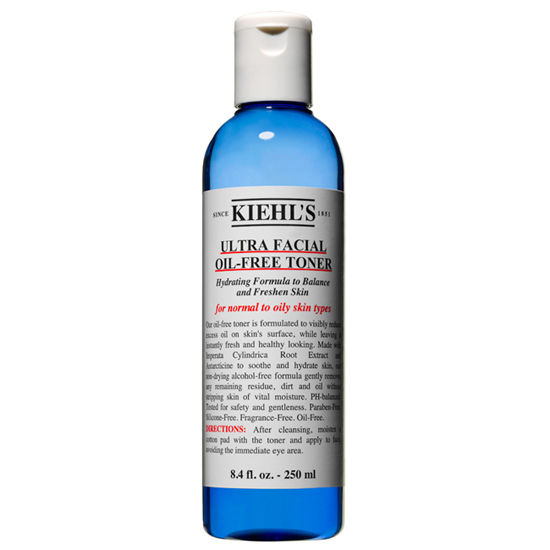 SINCE KIEHL'S 1851
ULTRA FACIAL
OIL-FREE TONER
Hydrating Formula to Balance
and Freshen Skin
for normal to oily skin types
Our oil-free toner is formulated to visibly reduce
excess oil on skin's surface, while leaving
instantly fresh and healthy looking. Made with
Imperata Cylindrica Root Extract and
Antarcticine to soothe and hydrate skin,
non-drying alcohol-free formula gently removes
any remaining residue, dirt and oil without
stripping skin of vital moisture. PH-balanced.
Tested for safety and gentleness. Paraben-Free.
Silicone-Free. Fragrance-Free. Oil-Free.
DIRECTIONS: After cleansing, moisten
cotton pad with the toner and apply to face,
avoiding the immediate eye area.
8.4 fl. oz. - 250 ml